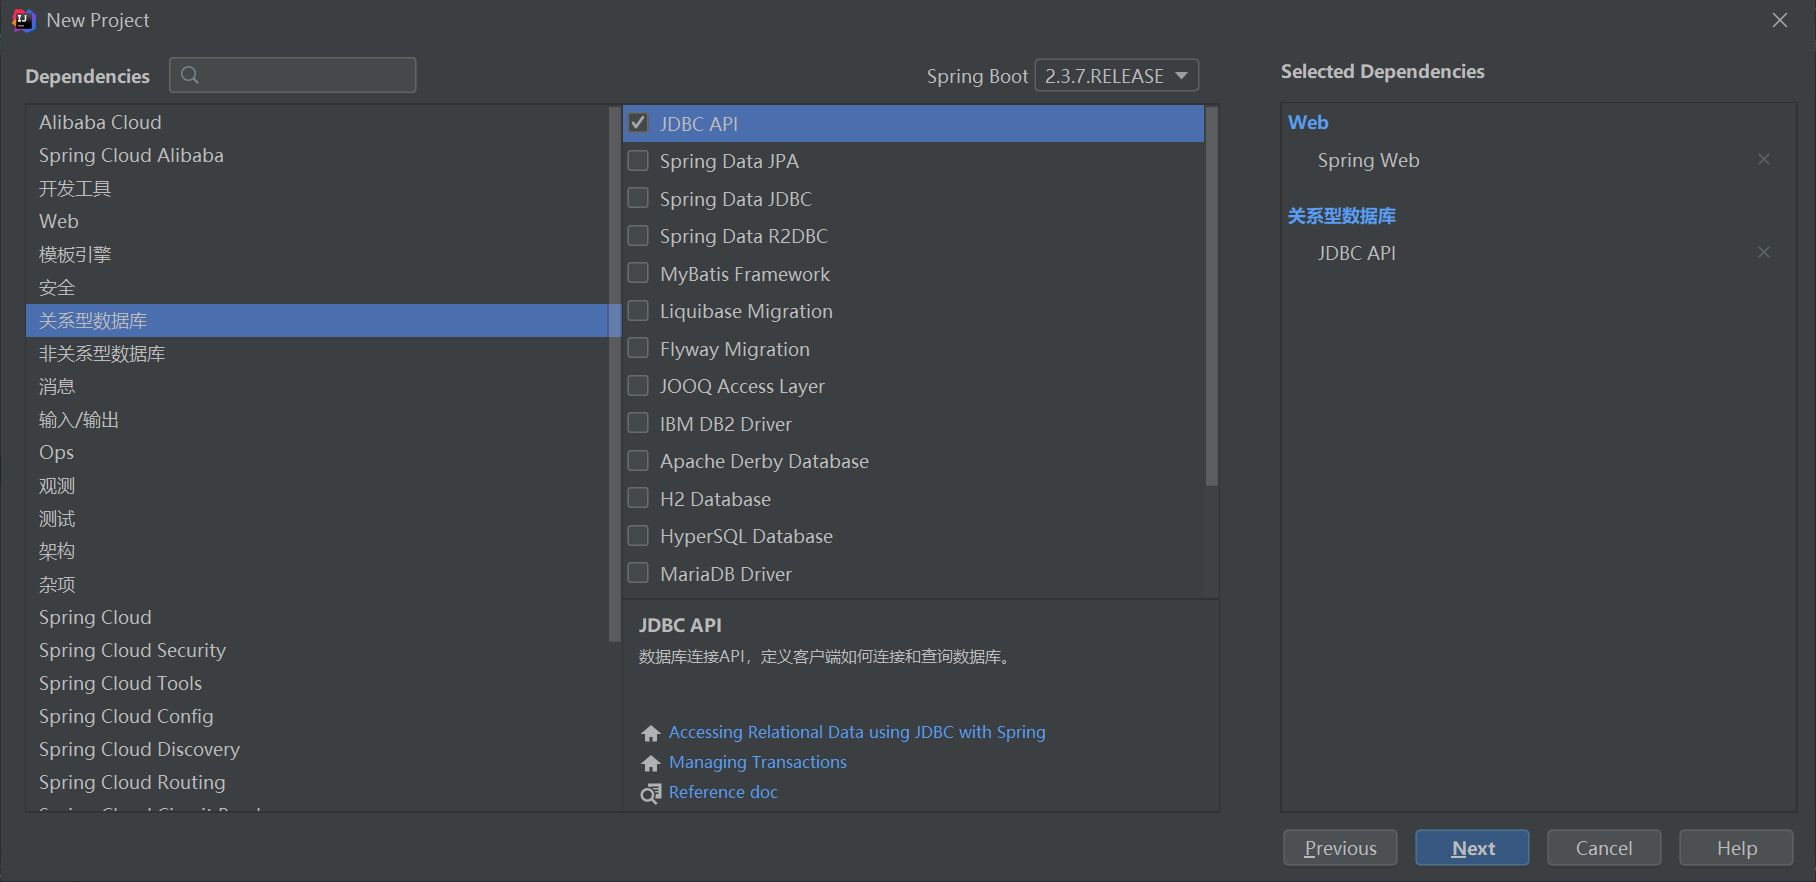 New Project
Dependencies
Spring Boot 2.3.7.RELEASE
Selected Dependencies
Alibaba Cloud
Spring Cloud Alibaba
开发工具
Web
模板引擎
安全
关系型数据库
非关系型数据库
消息
输入/输出
Ops
观测
测试
架构
杂项
Spring Cloud
Spring Cloud Security
Spring Cloud Tools
Spring Cloud Config
Spring Cloud Discovery
Spring Cloud Routing
JDBC API
Spring Data JPA
Spring Data JDBC
Spring Data R2DBC
MyBatis Framework
Liquibase Migration
Flyway Migration
JOOQ Access Layer
IBM DB2 Driver
Apache Derby Database
H2 Database
HyperSQL Database
MariaDB Driver
JDBC API
数据库连接API，定义客户端如何连接和查询数据库。
Accessing Relational Data using JDBC with Spring
Managing Transactions
Reference doc
Web
Spring Web
关系型数据库
JDBC API
Previous
Next
Cancel
Help